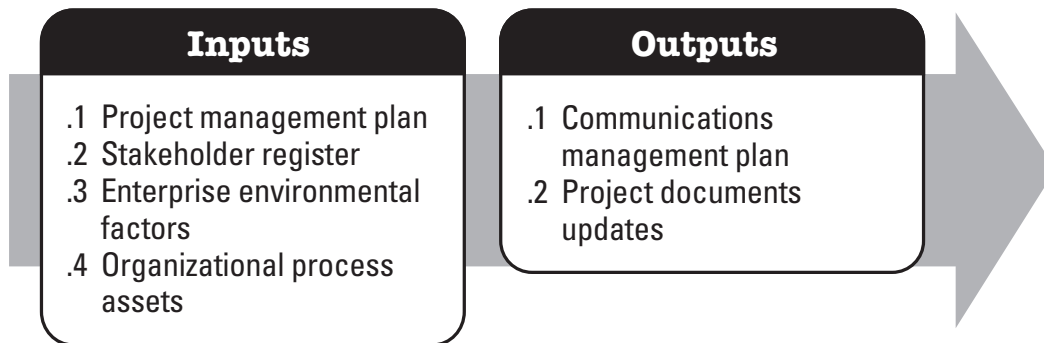 Inputs
.1 Project management plan
.2 Stakeholder register
.3 Enterprise environmental
factors
.4 Organizational process
assets
Outputs
.1 Communications
management plan
.2 Project documents
updates